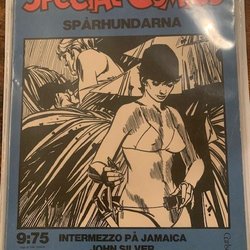 SPECIAL COMICS
SPÅRHUNDARNA
9:75
INTERMEZZO PÅ JAMAICA
JOHN SILVER